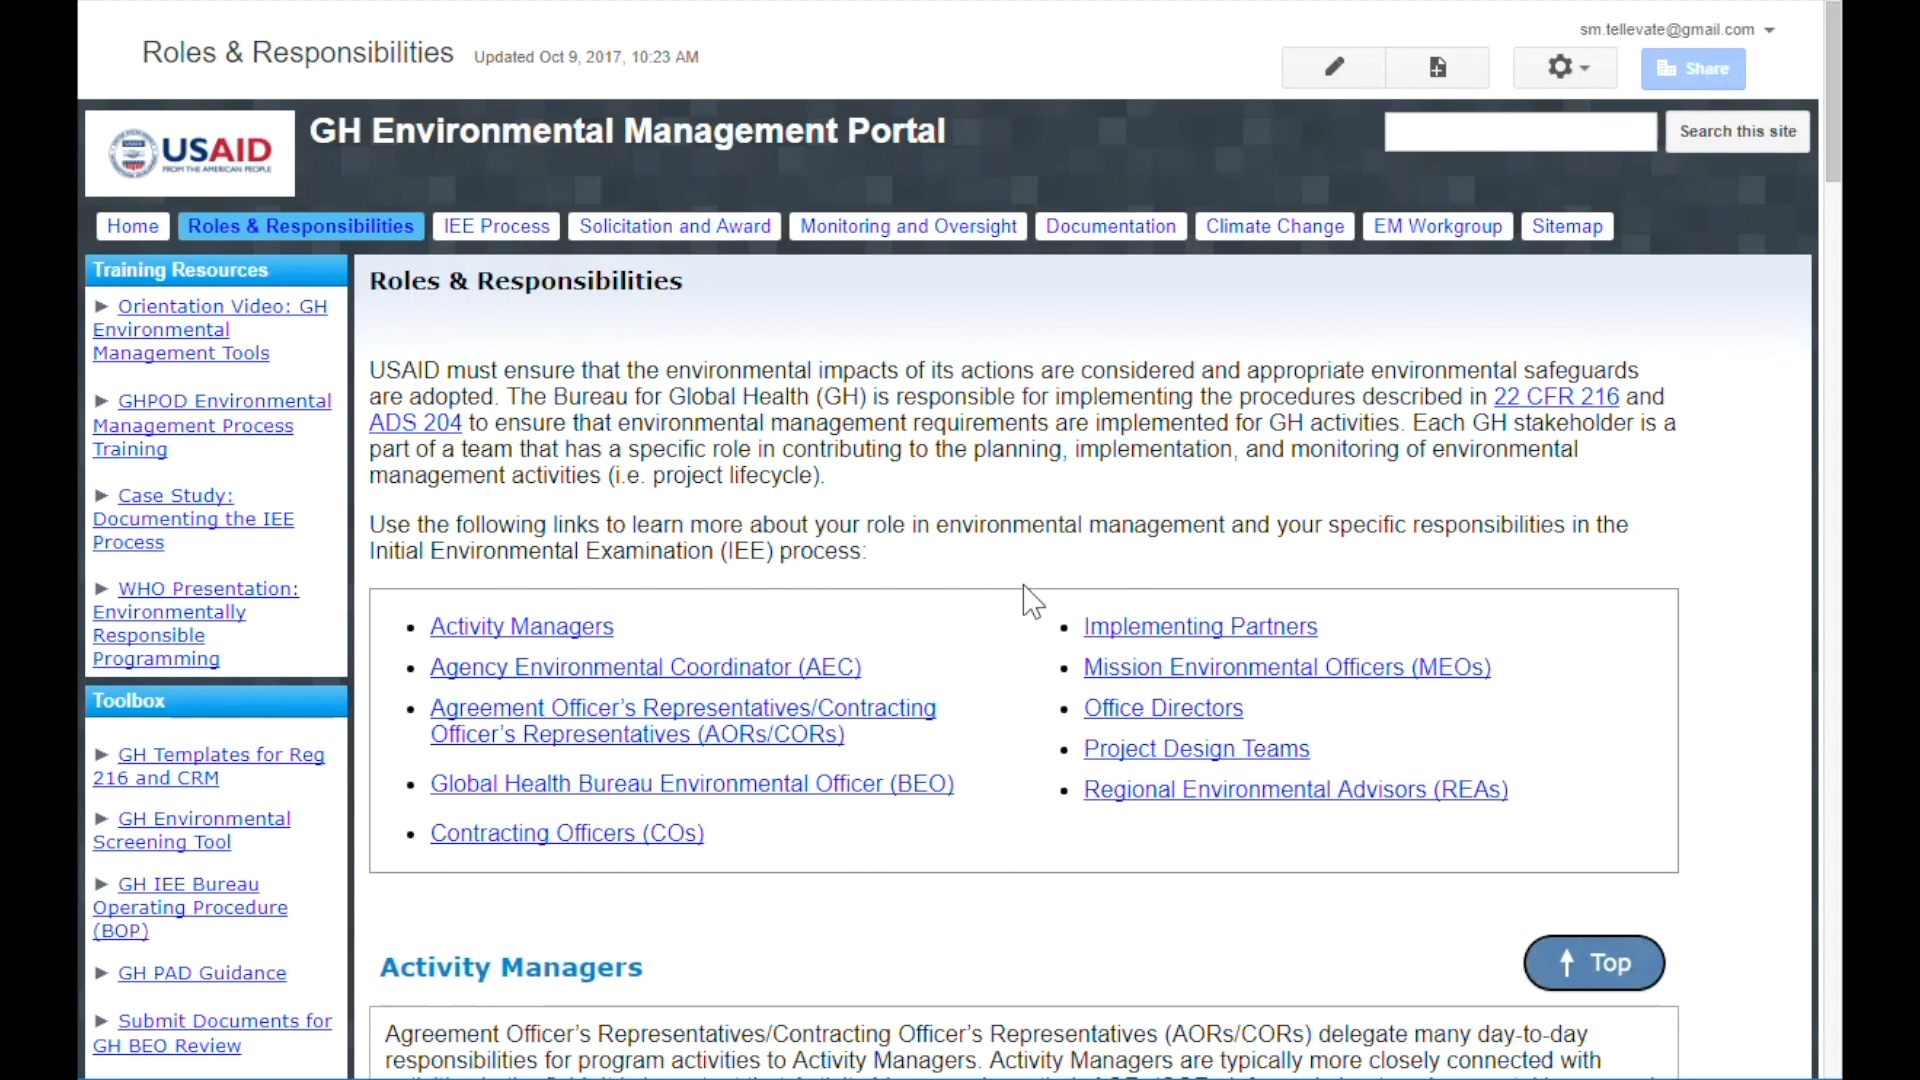 sm.tellevate@gmail.com
Roles & Responsibilities Updated Oct 9, 2017, 10:23 AM
Share
USAID
FROM THE AMERICAN PEOPLE
GH Environmental Management Portal
Search this site
Home Roles & Responsibilities IEE Process Solicitation and Award Monitoring and Oversight Documentation Climate Change EM Workgroup Sitemap
Training Resources
► Orientation Video: GH
Environmental
Management Tools
► GHPOD Environmental
Management Process
Training
► Case Study:
Documenting the IEE
Process
► WHO Presentation:
Environmentally
Responsible
Programming
Toolbox
► GH Templates for Reg
216 and CRM
► GH Environmental
Screening Tool
► GH IEE Bureau
Operating Procedure
(BOP)
► GH PAD Guidance
► Submit Documents for
GH BEO Review
Roles & Responsibilities
USAID must ensure that the environmental impacts of its actions are considered and appropriate environmental safeguards
are adopted. The Bureau for Global Health (GH) is responsible for implementing the procedures described in 22 CFR 216 and
ADS 204 to ensure that environmental management requirements are implemented for GH activities. Each GH stakeholder is a
part of a team that has a specific role in contributing to the planning, implementation, and monitoring of environmental
management activities (i.e. project lifecycle).
Use the following links to learn more about your role in environmental management and your specific responsibilities in the
Initial Environmental Examination (IEE) process:
• Activity Managers
• Agency Environmental Coordinator (AEC)
• Agreement Officer's Representatives/Contracting
Officer's Representatives (AORs/CORs)
• Global Health Bureau Environmental Officer (BEO)
• Contracting Officers (COs)
• Implementing Partners
• Mission Environmental Officers (MEOs)
• Office Directors
• Project Design Teams
• Regional Environmental Advisors (REAs)
Activity Managers
Top
Agreement Officer's Representatives/Contracting Officer's Representatives (AORs/CORs) delegate many day-to-day
responsibilities for program activities to Activity Managers. Activity Managers are typically more closely connected with